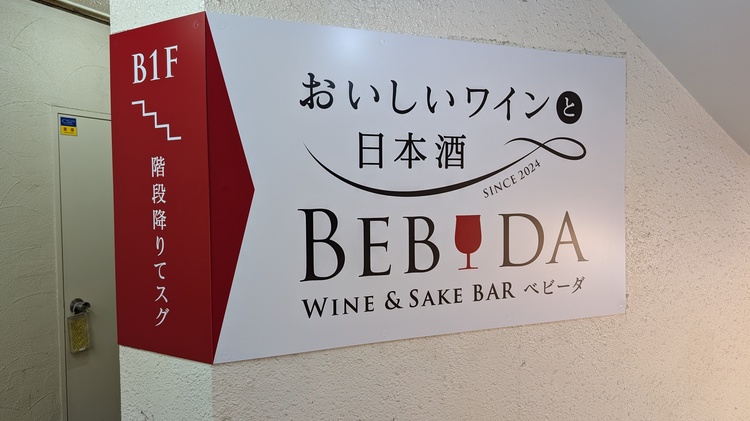 B1F
階段降りてスグ
おいしいワインと
日本酒
SINCE 2024
BEBIDA
WINE & SAKE BAR ベビーダ